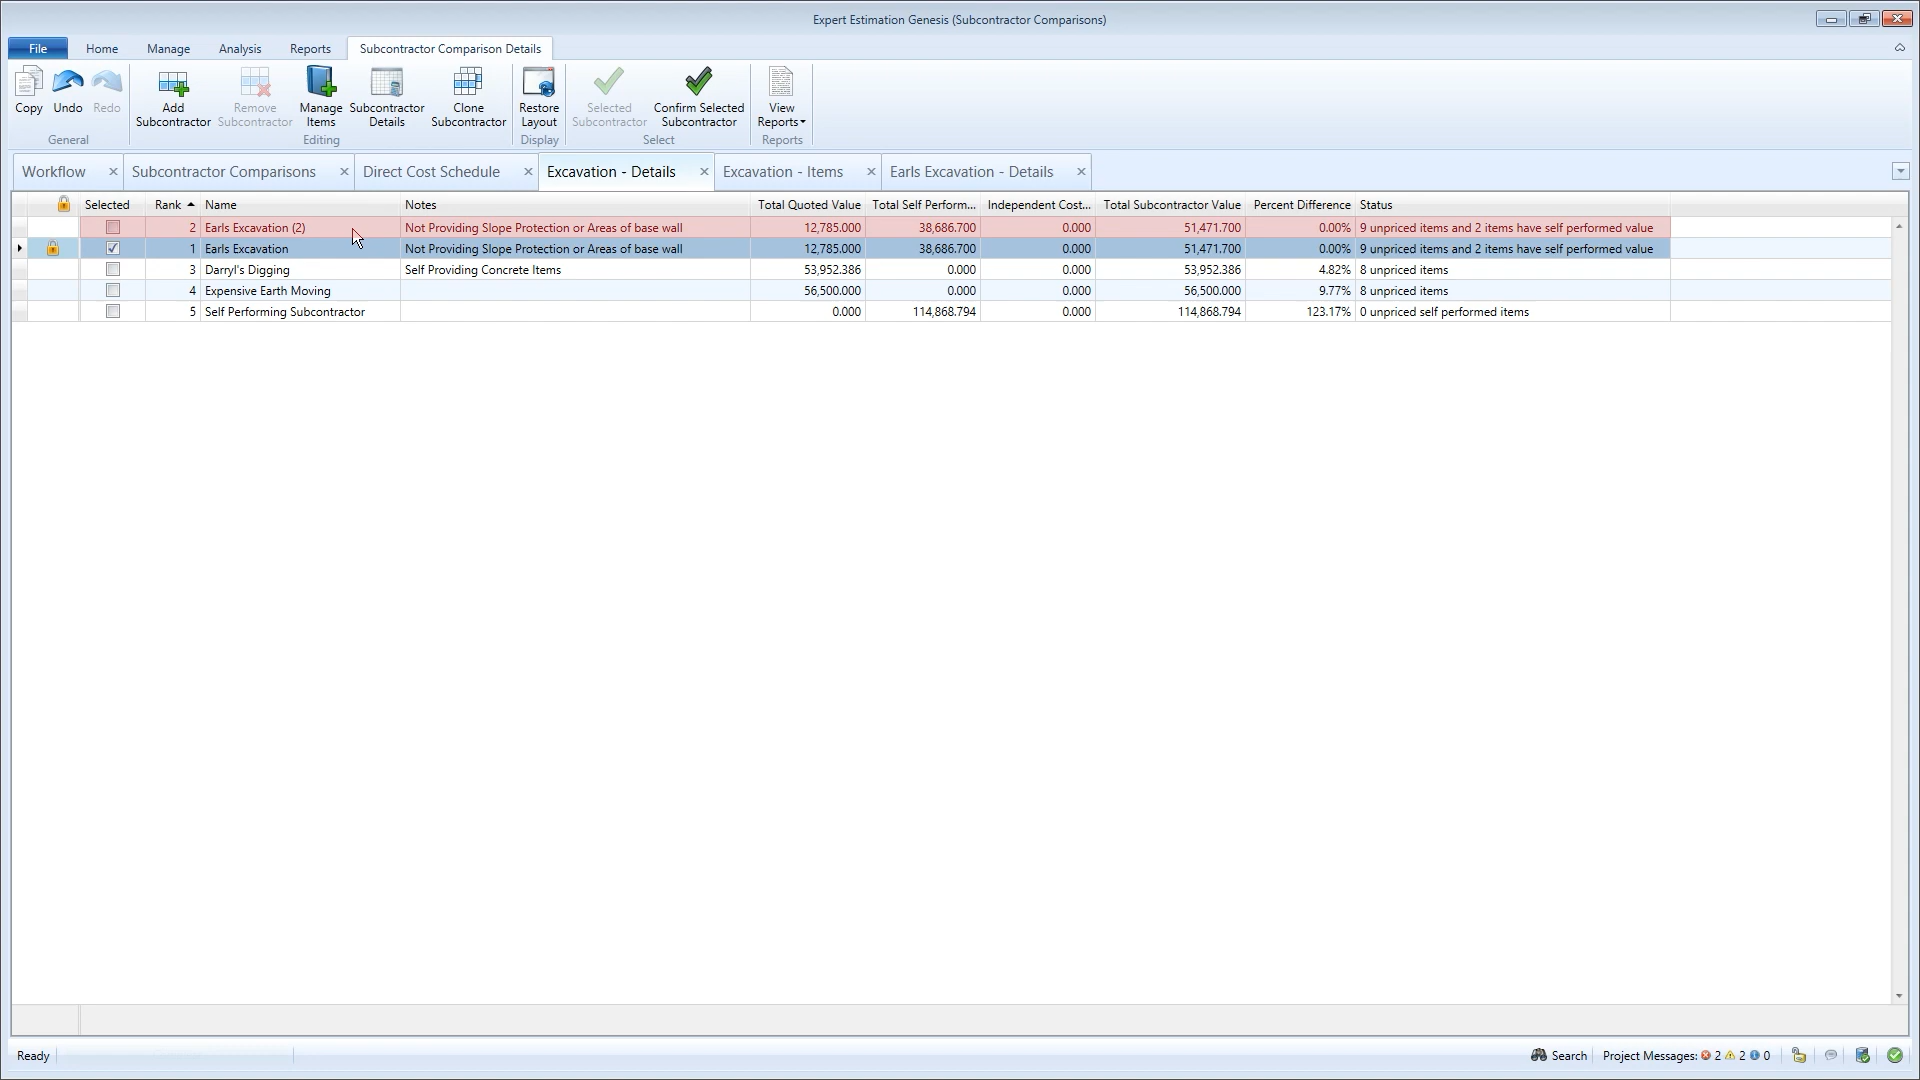 Expert Estimation Genesis (Subcontractor Comparisons)
File Home Manage Analysis Reports Subcontractor Comparison Details
Copy Undo Redo
Add Subcontractor
Remove Subcontractor
Manage Items
Subcontractor Details
Clone Subcontractor
Restore Layout
Selected Subcontractor
Confirm Selected Subcontractor
View Reports
General Editing Display Select Reports
Workflow Subcontractor Comparisons Direct Cost Schedule Excavation - Details Excavation - Items Earls Excavation - Details
Selected Rank Name Notes Total Quoted Value Total Self Perform... Independent Cost... Total Subcontractor Value Percent Difference Status
2 Earls Excavation (2) Not Providing Slope Protection or Areas of base wall 12,785.000 38,686.700 0.000 51,471.700 0.00% 9 unpriced items and 2 items have self performed value
1 Earls Excavation Not Providing Slope Protection or Areas of base wall 12,785.000 38,686.700 0.000 51,471.700 0.00% 9 unpriced items and 2 items have self performed value
3 Darryl's Digging Self Providing Concrete Items 53,952.386 0.000 0.000 53,952.386 4.82% 8 unpriced items
4 Expensive Earth Moving 56,500.000 0.000 0.000 56,500.000 9.77% 8 unpriced items
5 Self Performing Subcontractor 0.000 114,868.794 0.000 114,868.794 123.17% 0 unpriced self performed items
Ready Search Project Messages: 2 2 0